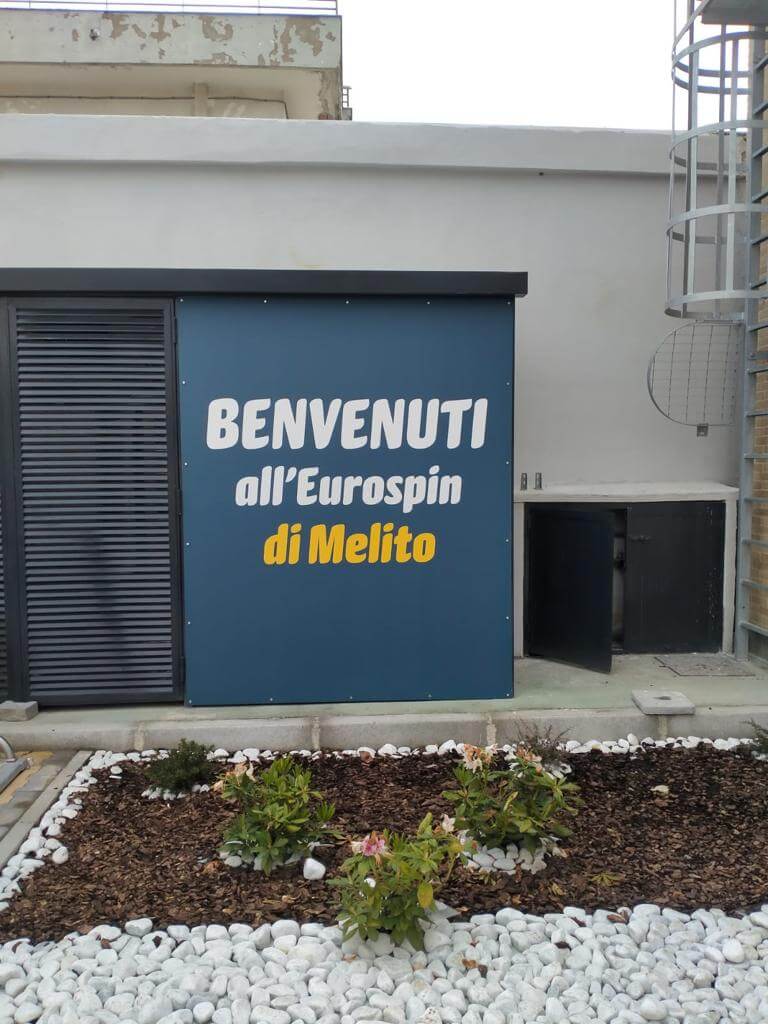 BENVENUTI
all'Eurospin
di Melito